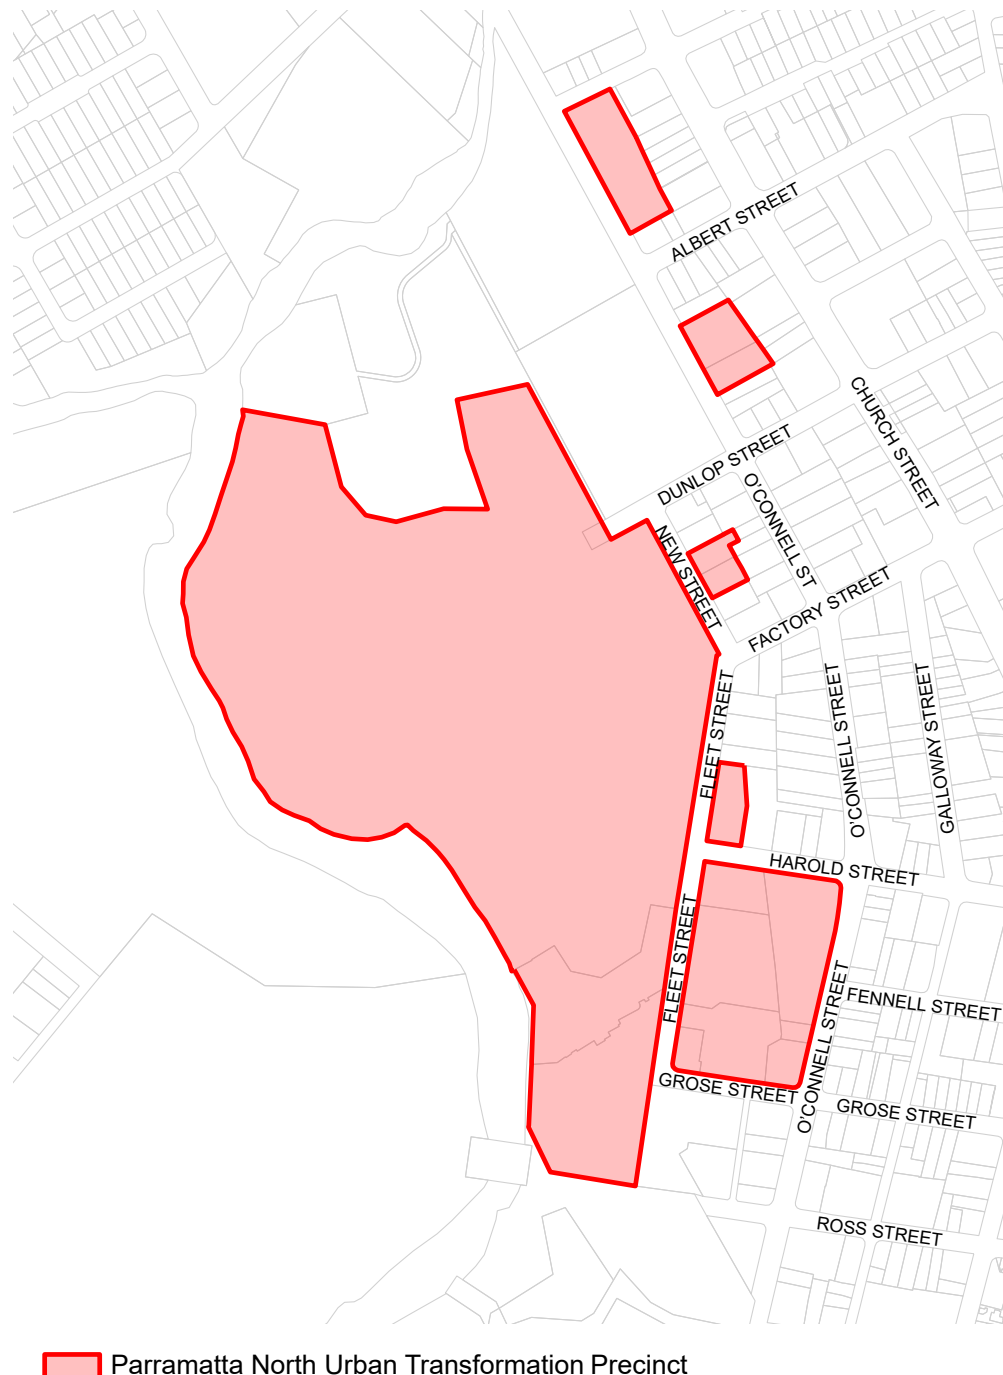 ALBERT STREET
CHURCH STREET
DUNLOP STREET
O'CONNELL ST
NEW STREET
FACTORY STREET
FLEET STREET
O'CONNELL STREET
GALLOWAY STREET
HAROLD STREET
FLEET STREET
FENNELL STREET
O'CONNELL STREET
GROSE STREET
GROSE STREET
ROSS STREET
Parramatta North Urban Transformation Precinct